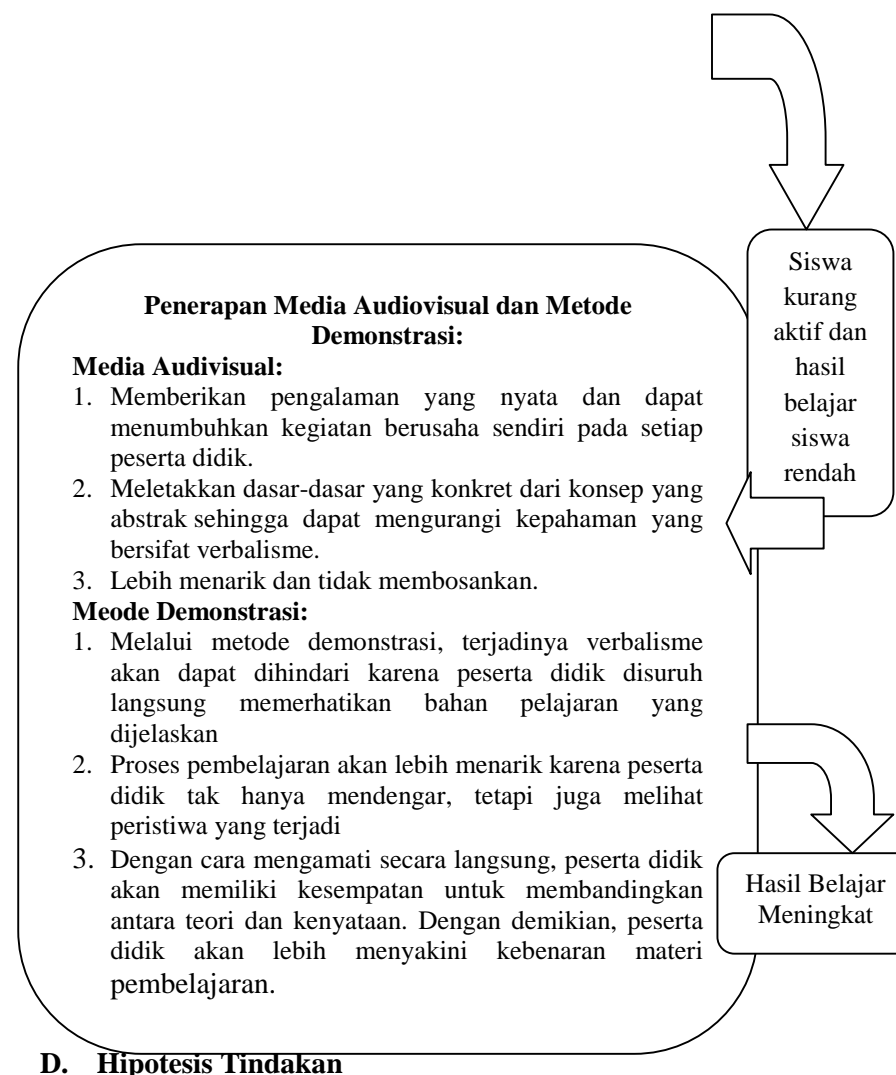 Siswa
kurang
aktif dan
hasil
belajar
siswa
rendah
Penerapan Media Audiovisual dan Metode
Demonstrasi:
Media Audivisual:
1. Memberikan pengalaman yang nyata dan dapat
menumbuhkan kegiatan berusaha sendiri pada setiap
peserta didik.
2. Meletakkan dasar-dasar yang konkret dari konsep yang
abstrak sehingga dapat mengurangi kepahaman yang
bersifat verbalisme.
3. Lebih menarik dan tidak membosankan.
Meode Demonstrasi:
1. Melalui metode demonstrasi, terjadinya verbalisme
akan dapat dihindari karena peserta didik disuruh
langsung memerhatikan bahan pelajaran yang
dijelaskan
2. Proses pembelajaran akan lebih menarik karena peserta
didik tak hanya mendengar, tetapi juga melihat
peristiwa yang terjadi
3. Dengan cara mengamati secara langsung, peserta didik
akan memiliki kesempatan untuk membandingkan
antara teori dan kenyataan. Dengan demikian, peserta
didik akan lebih menyakini kebenaran materi
pembelajaran.
Hasil Belajar
Meningkat
D. Hipotesis Tindakan